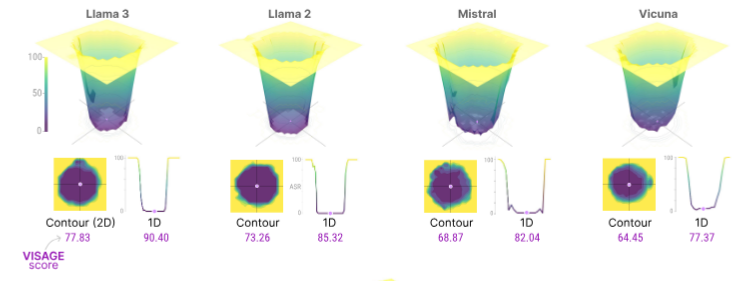 Llama 3
Llama 2
Mistral
Vicuna
100
50
0
100
0
100
ASR
0
100
0
100
0
Contour (2D)
1D
Contour
1D
Contour
1D
Contour
1D
77.83
90.40
73.26
85.32
68.87
82.04
64.45
77.37
VISAGE
score